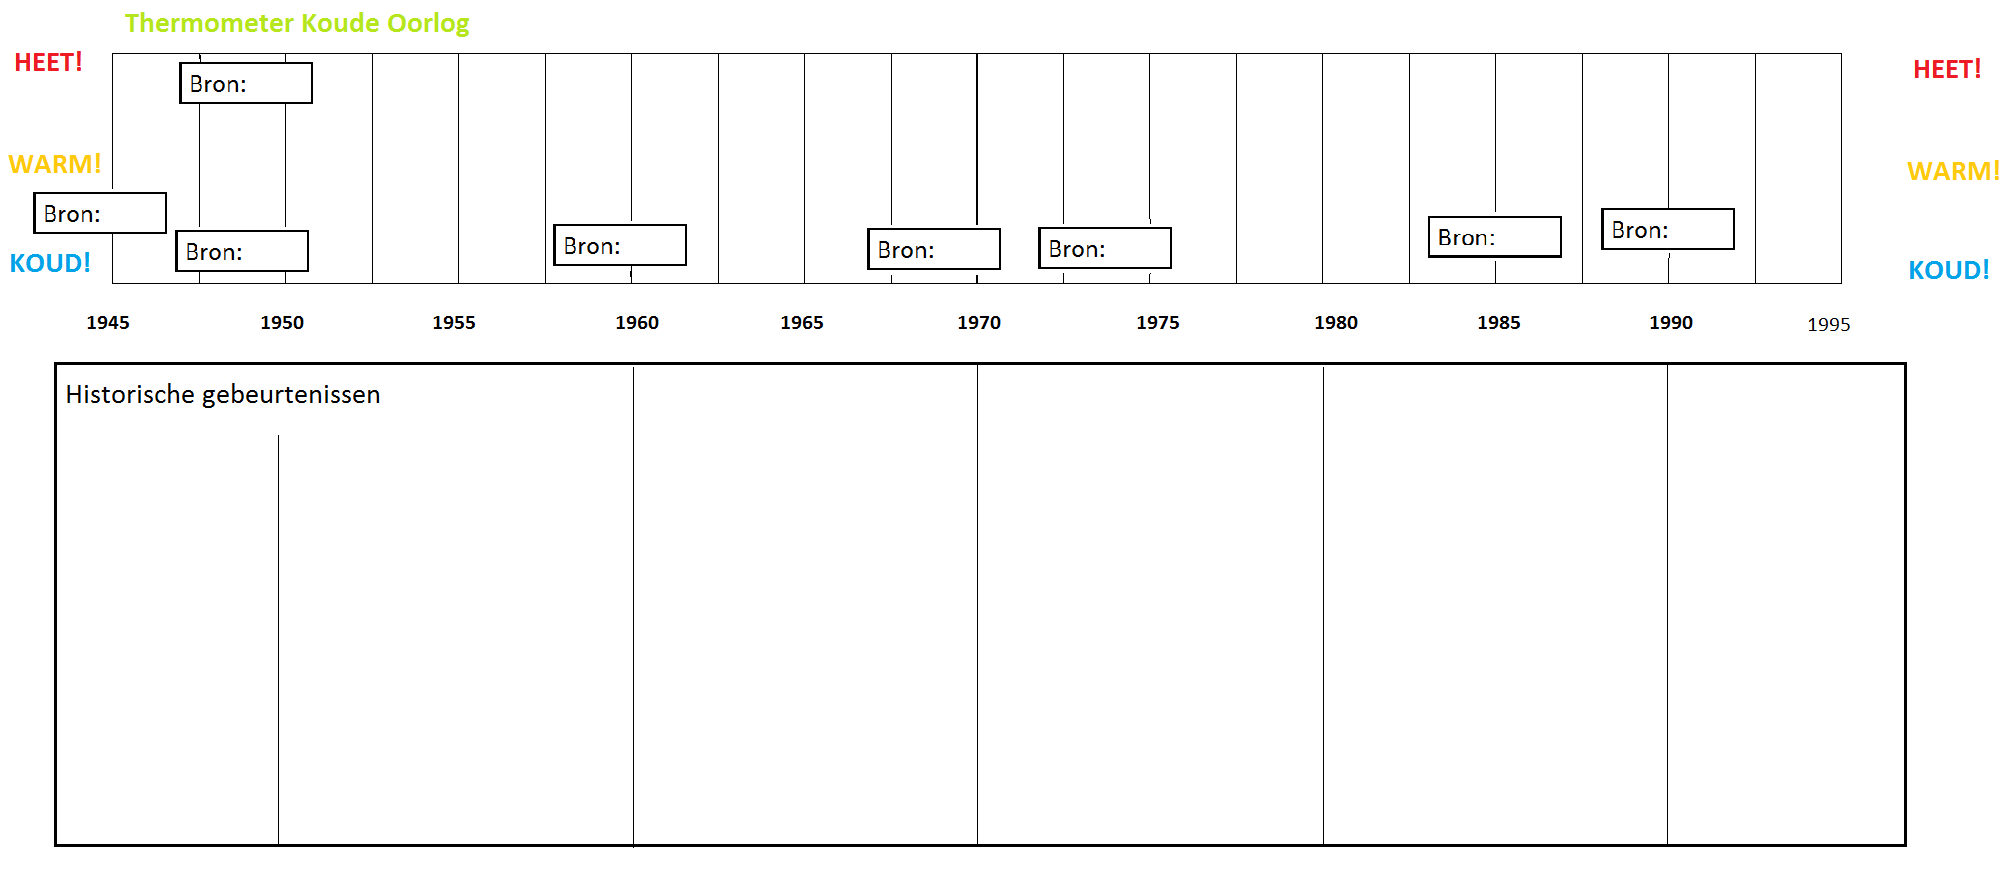 Thermometer Koude Oorlog
HEET!
HEET!
Bron:
WARM!
WARM!
Bron:
Bron:
Bron:
Bron:
Bron:
Bron:
Bron:
KOUD!
KOUD!
1945 1950 1955 1960 1965 1970 1975 1980 1985 1990 1995
Historische gebeurtenissen